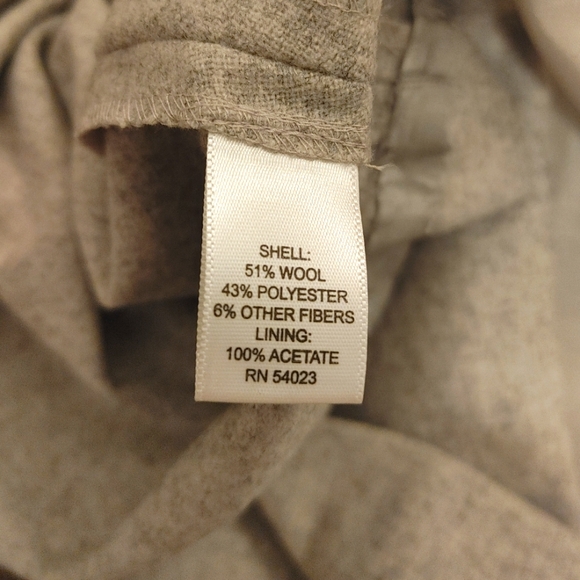 SHELL:
51% WOOL
43% POLYESTER
6% OTHER FIBERS
LINING:
100% ACETATE
RN 54023